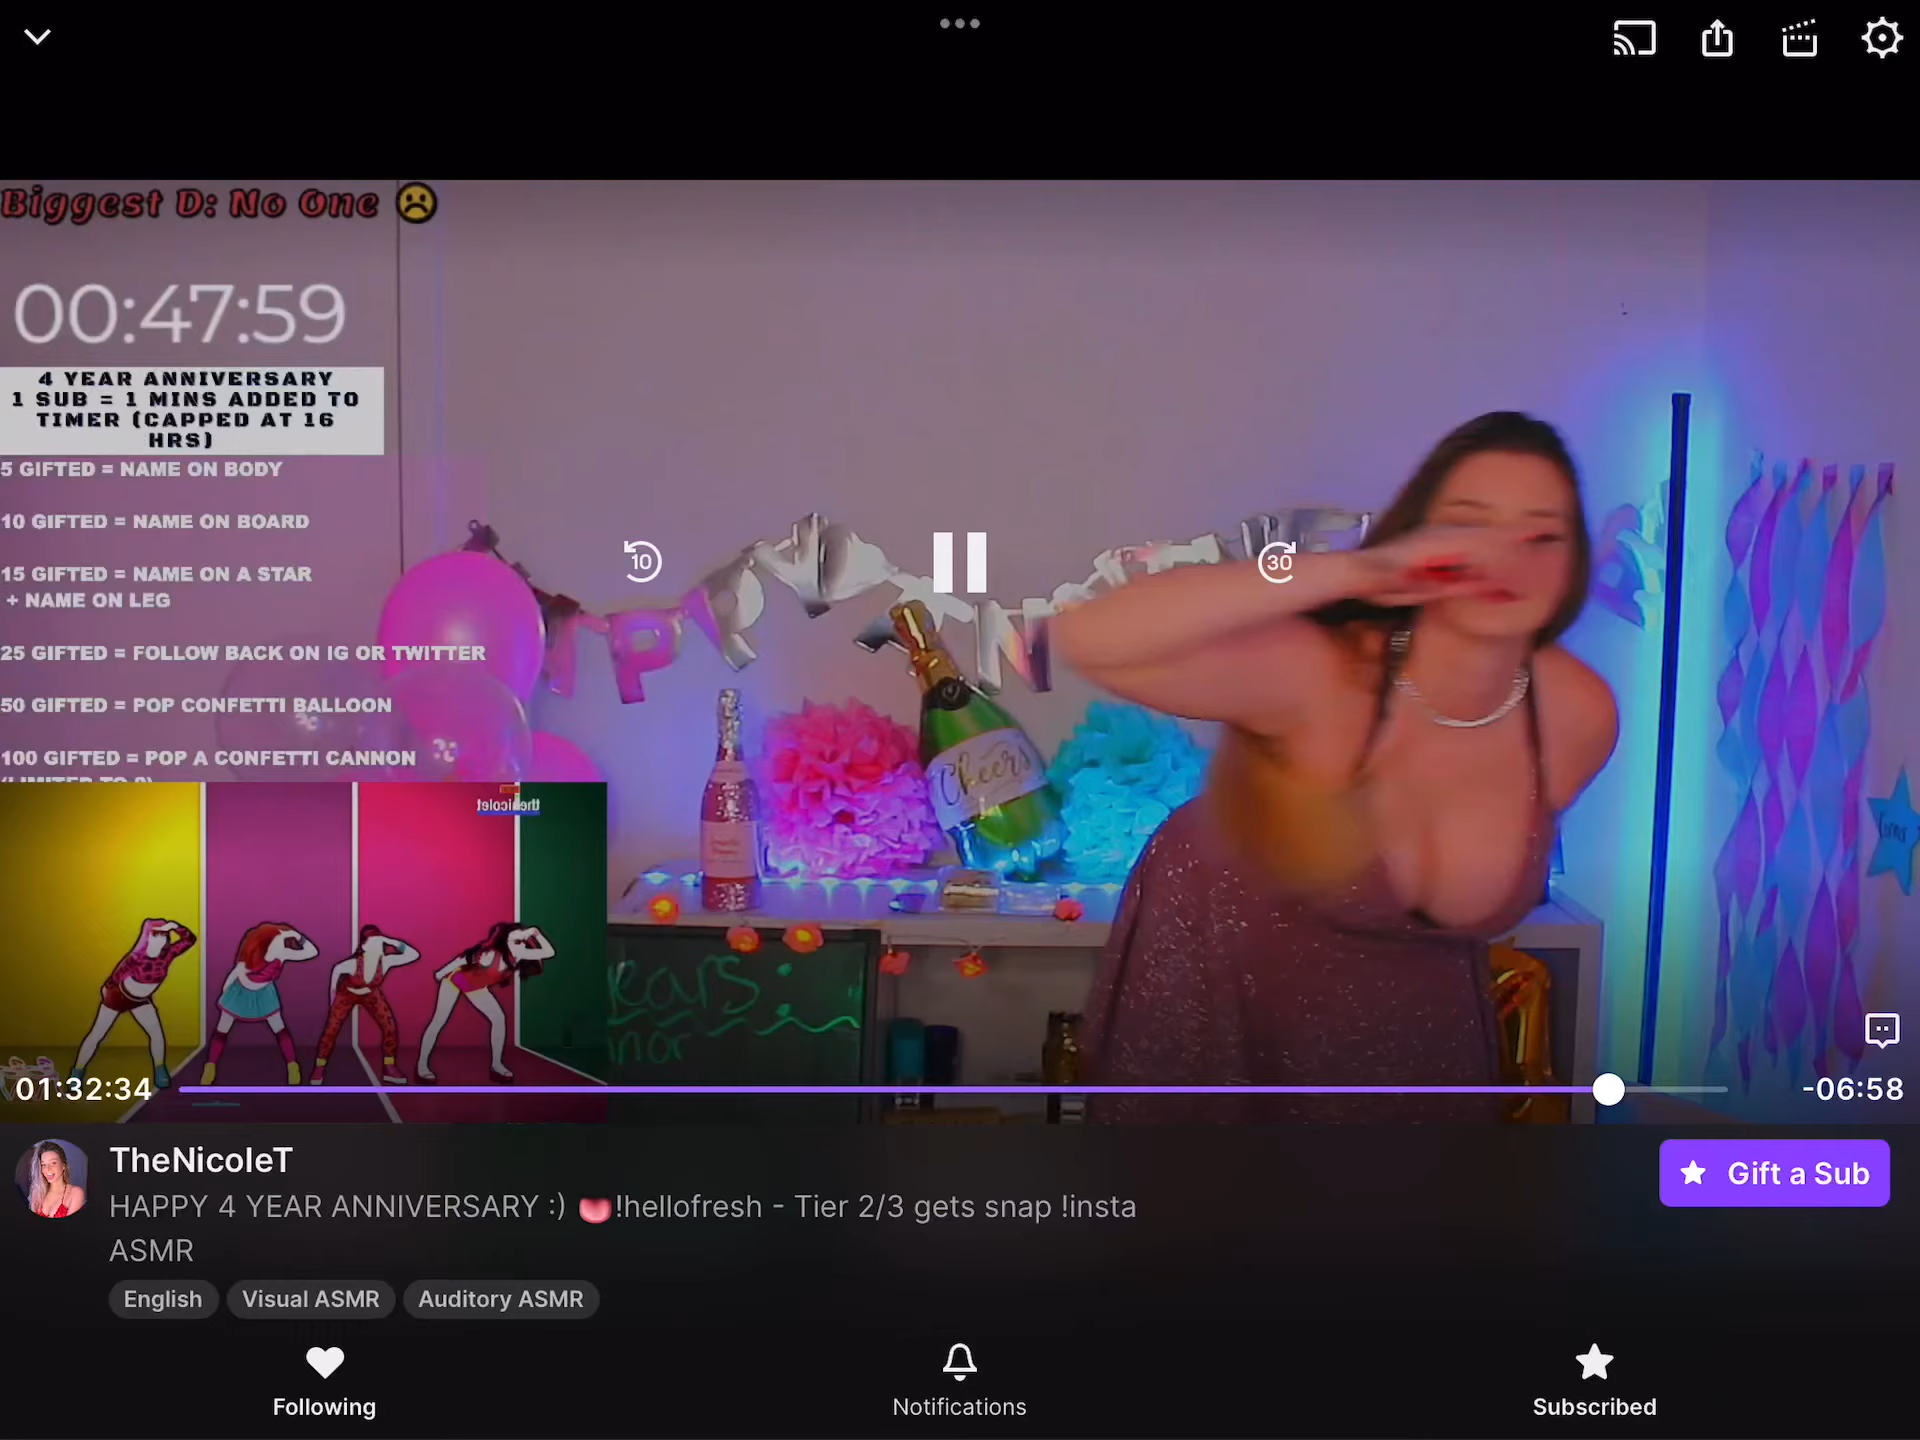 Biggest D: No One
00:47:59
4 YEAR ANNIVERSARY
1 SUB = 1 MINS ADDED TO
TIMER (CAPPED AT 16
HRS)
5 GIFTED = NAME ON BODY
10 GIFTED = NAME ON BOARD
15 GIFTED = NAME ON A STAR
+ NAME ON LEG
25 GIFTED = FOLLOW BACK ON IG OR TWITTER
50 GIFTED = POP CONFETTI BALLOON
100 GIFTED = POP A CONFETTI CANNON
10
30
Cheers
thenicolet
01:32:34
-06:58
TheNicoleT
HAPPY 4 YEAR ANNIVERSARY :) !hellofresh - Tier 2/3 gets snap !insta
ASMR
English
Visual ASMR
Auditory ASMR
Gift a Sub
Following
Notifications
Subscribed